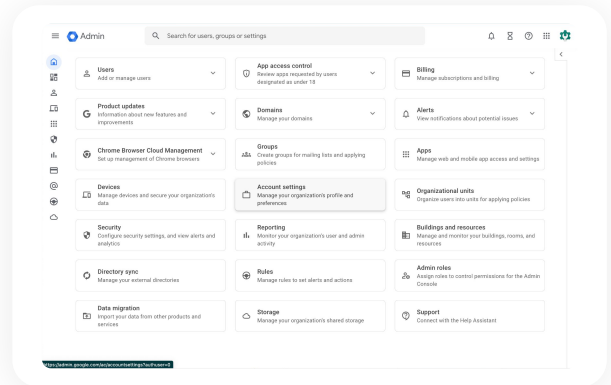 Admin
Search for users, groups or settings
Users
Add or manage users
App access control
Review apps requested by users
designated as under 18
Billing
Manage subscriptions and billing
Product updates
Information about new features and
improvements
Domains
Manage your domains
Alerts
View notifications about potential issues
Chrome Browser Cloud Management
Set up management of Chrome browsers
Groups
Create groups for mailing lists and applying
policies
Apps
Manage web and mobile app access and settings
Devices
Manage devices and secure your organization's
data
Account settings
Manage your organization's profile and
preferences
Organizational units
Organize users into units for applying policies
Security
Configure security settings, and view alerts and
analytics
Reporting
Monitor your organization's user and admin
activity
Buildings and resources
Manage and monitor your buildings, rooms, and
resources
Directory sync
Manage your external directories
Rules
Manage rules to set alerts and actions
Admin roles
Assign roles to control permissions for the Admin
Console
Data migration
Import your data from other products and
services
Storage
Manage your organization's shared storage
Support
Connect with the Help Assistant
https://admin.google.com/ac/accountsettings?authuser=0